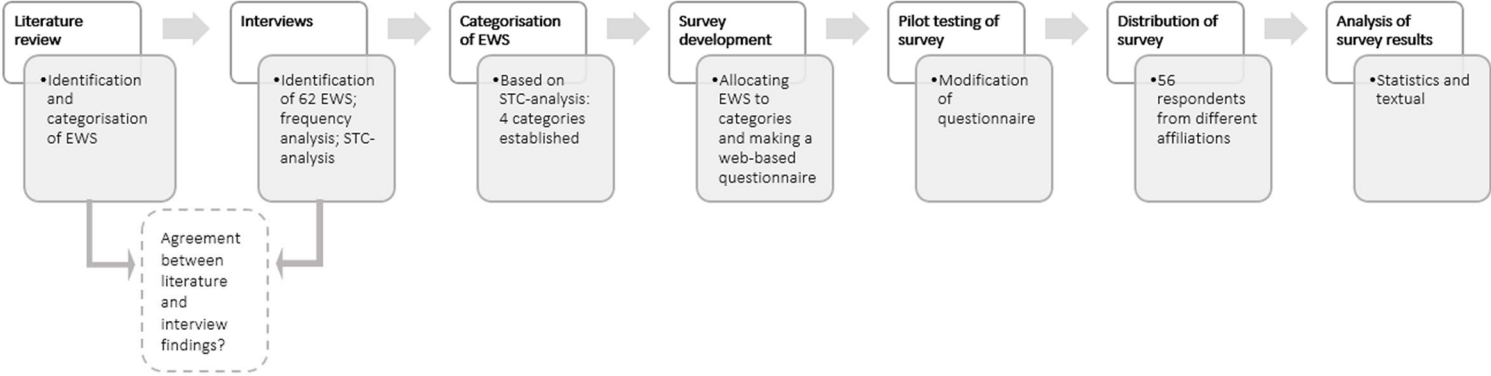 Literature
review
•Identification
and
categorisation
of EWS
Interviews
•Identification
of 62 EWS;
frequency
analysis; STC-
analysis
Categorisation
of EWS
•Based on
STC-analysis:
4 categories
established
Survey
development
•Allocating
EWS to
categories
and making a
web-based
questionnaire
Pilot testing of
survey
•Modification
of
questionnaire
Distribution of
survey
•56
respondents
from different
affiliations
Analysis of
survey results
•Statistics and
textual
Agreement
between
literature
and
interview
findings?